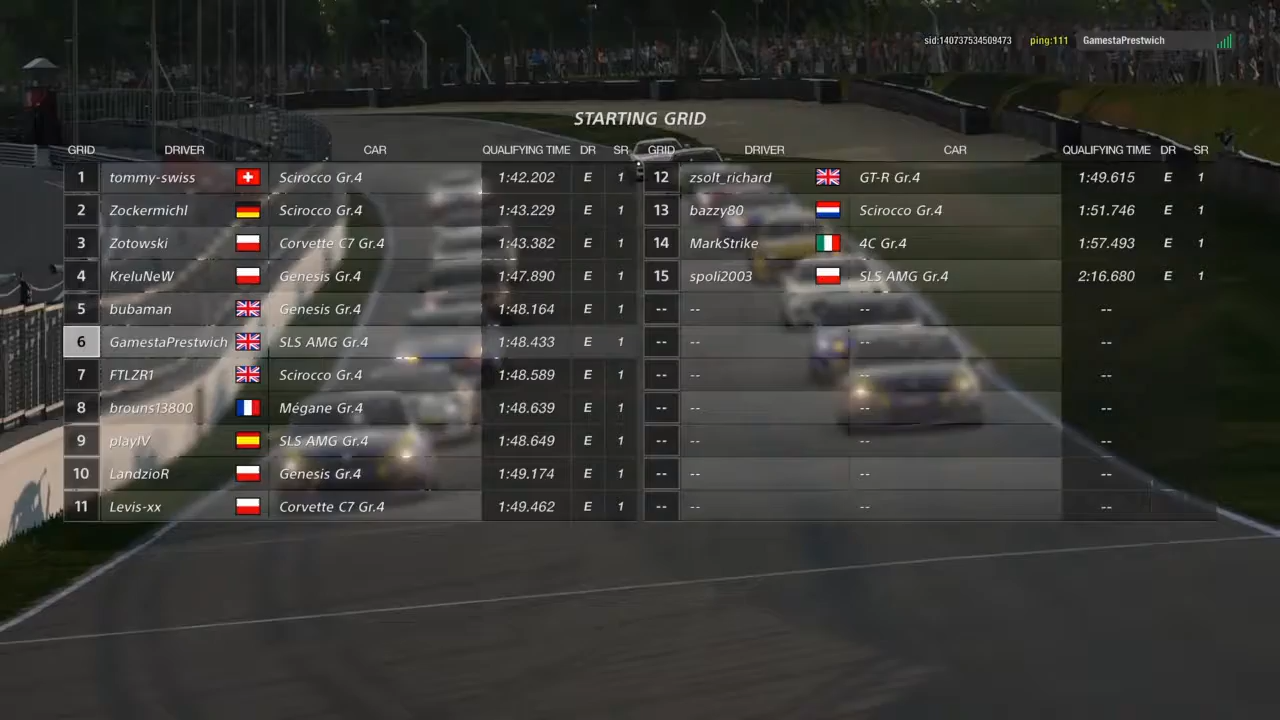 sid:140737534509473 ping:111 GamestaPrestwich
STARTING GRID
GRID DRIVER CAR QUALIFYING TIME DR SR GRID DRIVER CAR QUALIFYING TIME DR SR
1 tommy-swiss Scirocco Gr.4 1:42.202 E 1 12 zsolt_richard GT-R Gr.4 1:49.615 E 1
2 Zockermichl Scirocco Gr.4 1:43.229 E 1 13 bazzy80 Scirocco Gr.4 1:51.746 E 1
3 Zotowski Corvette C7 Gr.4 1:43.382 E 1 14 MarkStrike 4C Gr.4 1:57.493 E 1
4 KreluNeW Genesis Gr.4 1:47.890 E 1 15 spoli2003 SLS AMG Gr.4 2:16.680 E 1
5 bubaman Genesis Gr.4 1:48.164 E 1 -- -- -- --
6 GamestaPrestwich SLS AMG Gr.4 1:48.433 E 1 -- -- -- --
7 FTLZR1 Scirocco Gr.4 1:48.589 E 1 -- -- -- --
8 brouns13800 Mégane Gr.4 1:48.639 E 1 -- -- -- --
9 playIV SLS AMG Gr.4 1:48.649 E 1 -- -- -- --
10 LandzioR Genesis Gr.4 1:49.174 E 1 -- -- -- --
11 Levis-xx Corvette C7 Gr.4 1:49.462 E 1 -- -- -- --